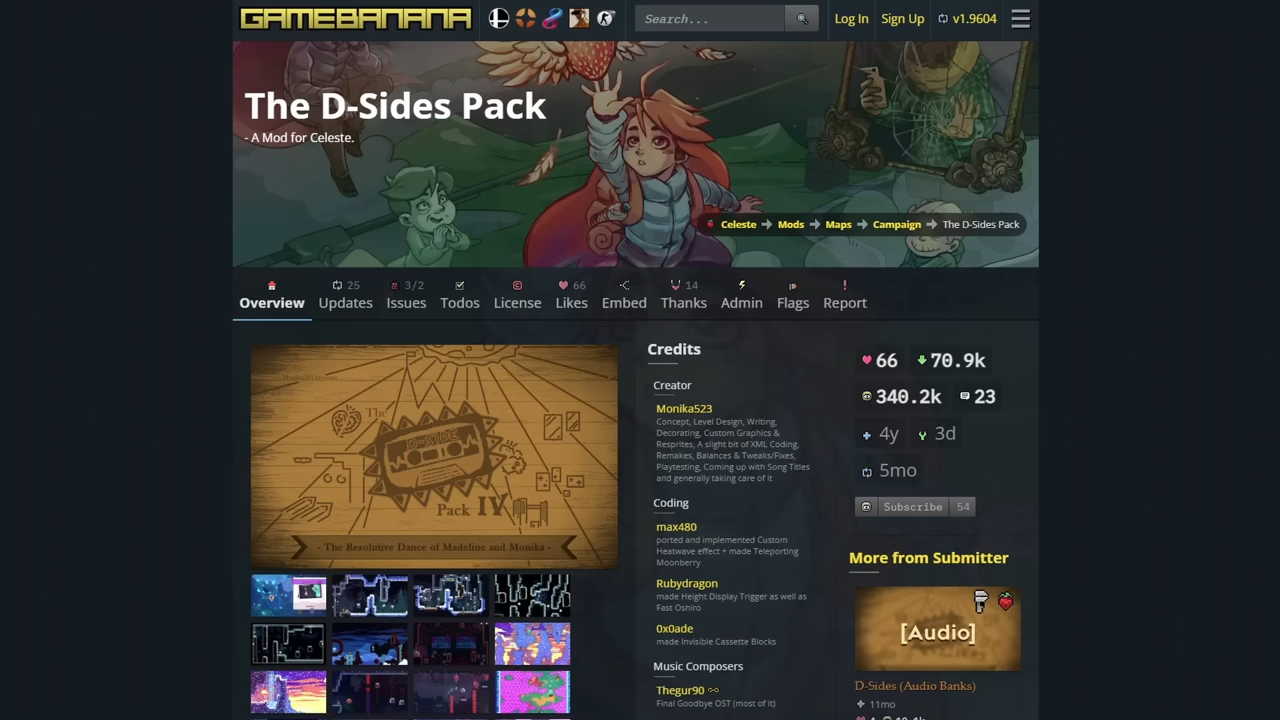 GAMEBANANA
Search...
Log In
Sign Up
v1.9604
The D-Sides Pack
- A Mod for Celeste.
Celeste
Mods
Maps
Campaign
The D-Sides Pack
25
3/2
66
14
Overview
Updates
Issues
Todos
License
Likes
Embed
Thanks
Admin
Flags
Report
The
D-SIDE
Pack IV
- The Resolutive Dance of Madeline and Monika -
Credits
Creator
Monika523
Concept, Level Design, Writing,
Decorating, Custom Graphics &
Resprites, A slight bit of XML Coding,
Remakes, Balances & Tweaks/Fixes,
Playtesting, Coming up with Song Titles
and generally taking care of it
Coding
max480
ported and implemented Custom
Heatwave effect + made Teleporting
Moonberry
Rubydragon
made Height Display Trigger as well as
Fast Oshiro
0x0ade
made Invisible Cassette Blocks
Music Composers
Thegur90
Final Goodbye OST (most of it)
66
70.9k
340.2k
23
4y
3d
5mo
Subscribe
54
More from Submitter
[Audio]
D-Sides (Audio Banks)
11mo